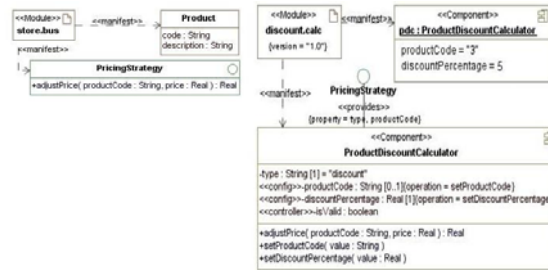 <<Module>>
store.bus
<<manifest>>
Product
code : String
description : String
<<manifest>>
PricingStrategy
+adjustPrice( productCode : String, price : Real ) : Real
<<Module>>
discount.calc
{version = "1.0"}
<<manifest>>
<<Component>>
pdc : ProductDiscountCalculator
productCode = "3"
discountPercentage = 5
<<manifest>>
PricingStrategy
<<provides>>
{property = type, productCode}
<<Component>>
ProductDiscountCalculator
-type : String [1] = "discount"
<<config>>-productCode : String [0..1]{operation = setProductCode}
<<config>>-discountPercentage : Real [1]{operation = setDiscountPercentage
<<controller>>-isValid : boolean
+adjustPrice( productCode : String, price : Real ) : Real
+setProductCode( value : String )
+setDiscountPercentage( value : Real )